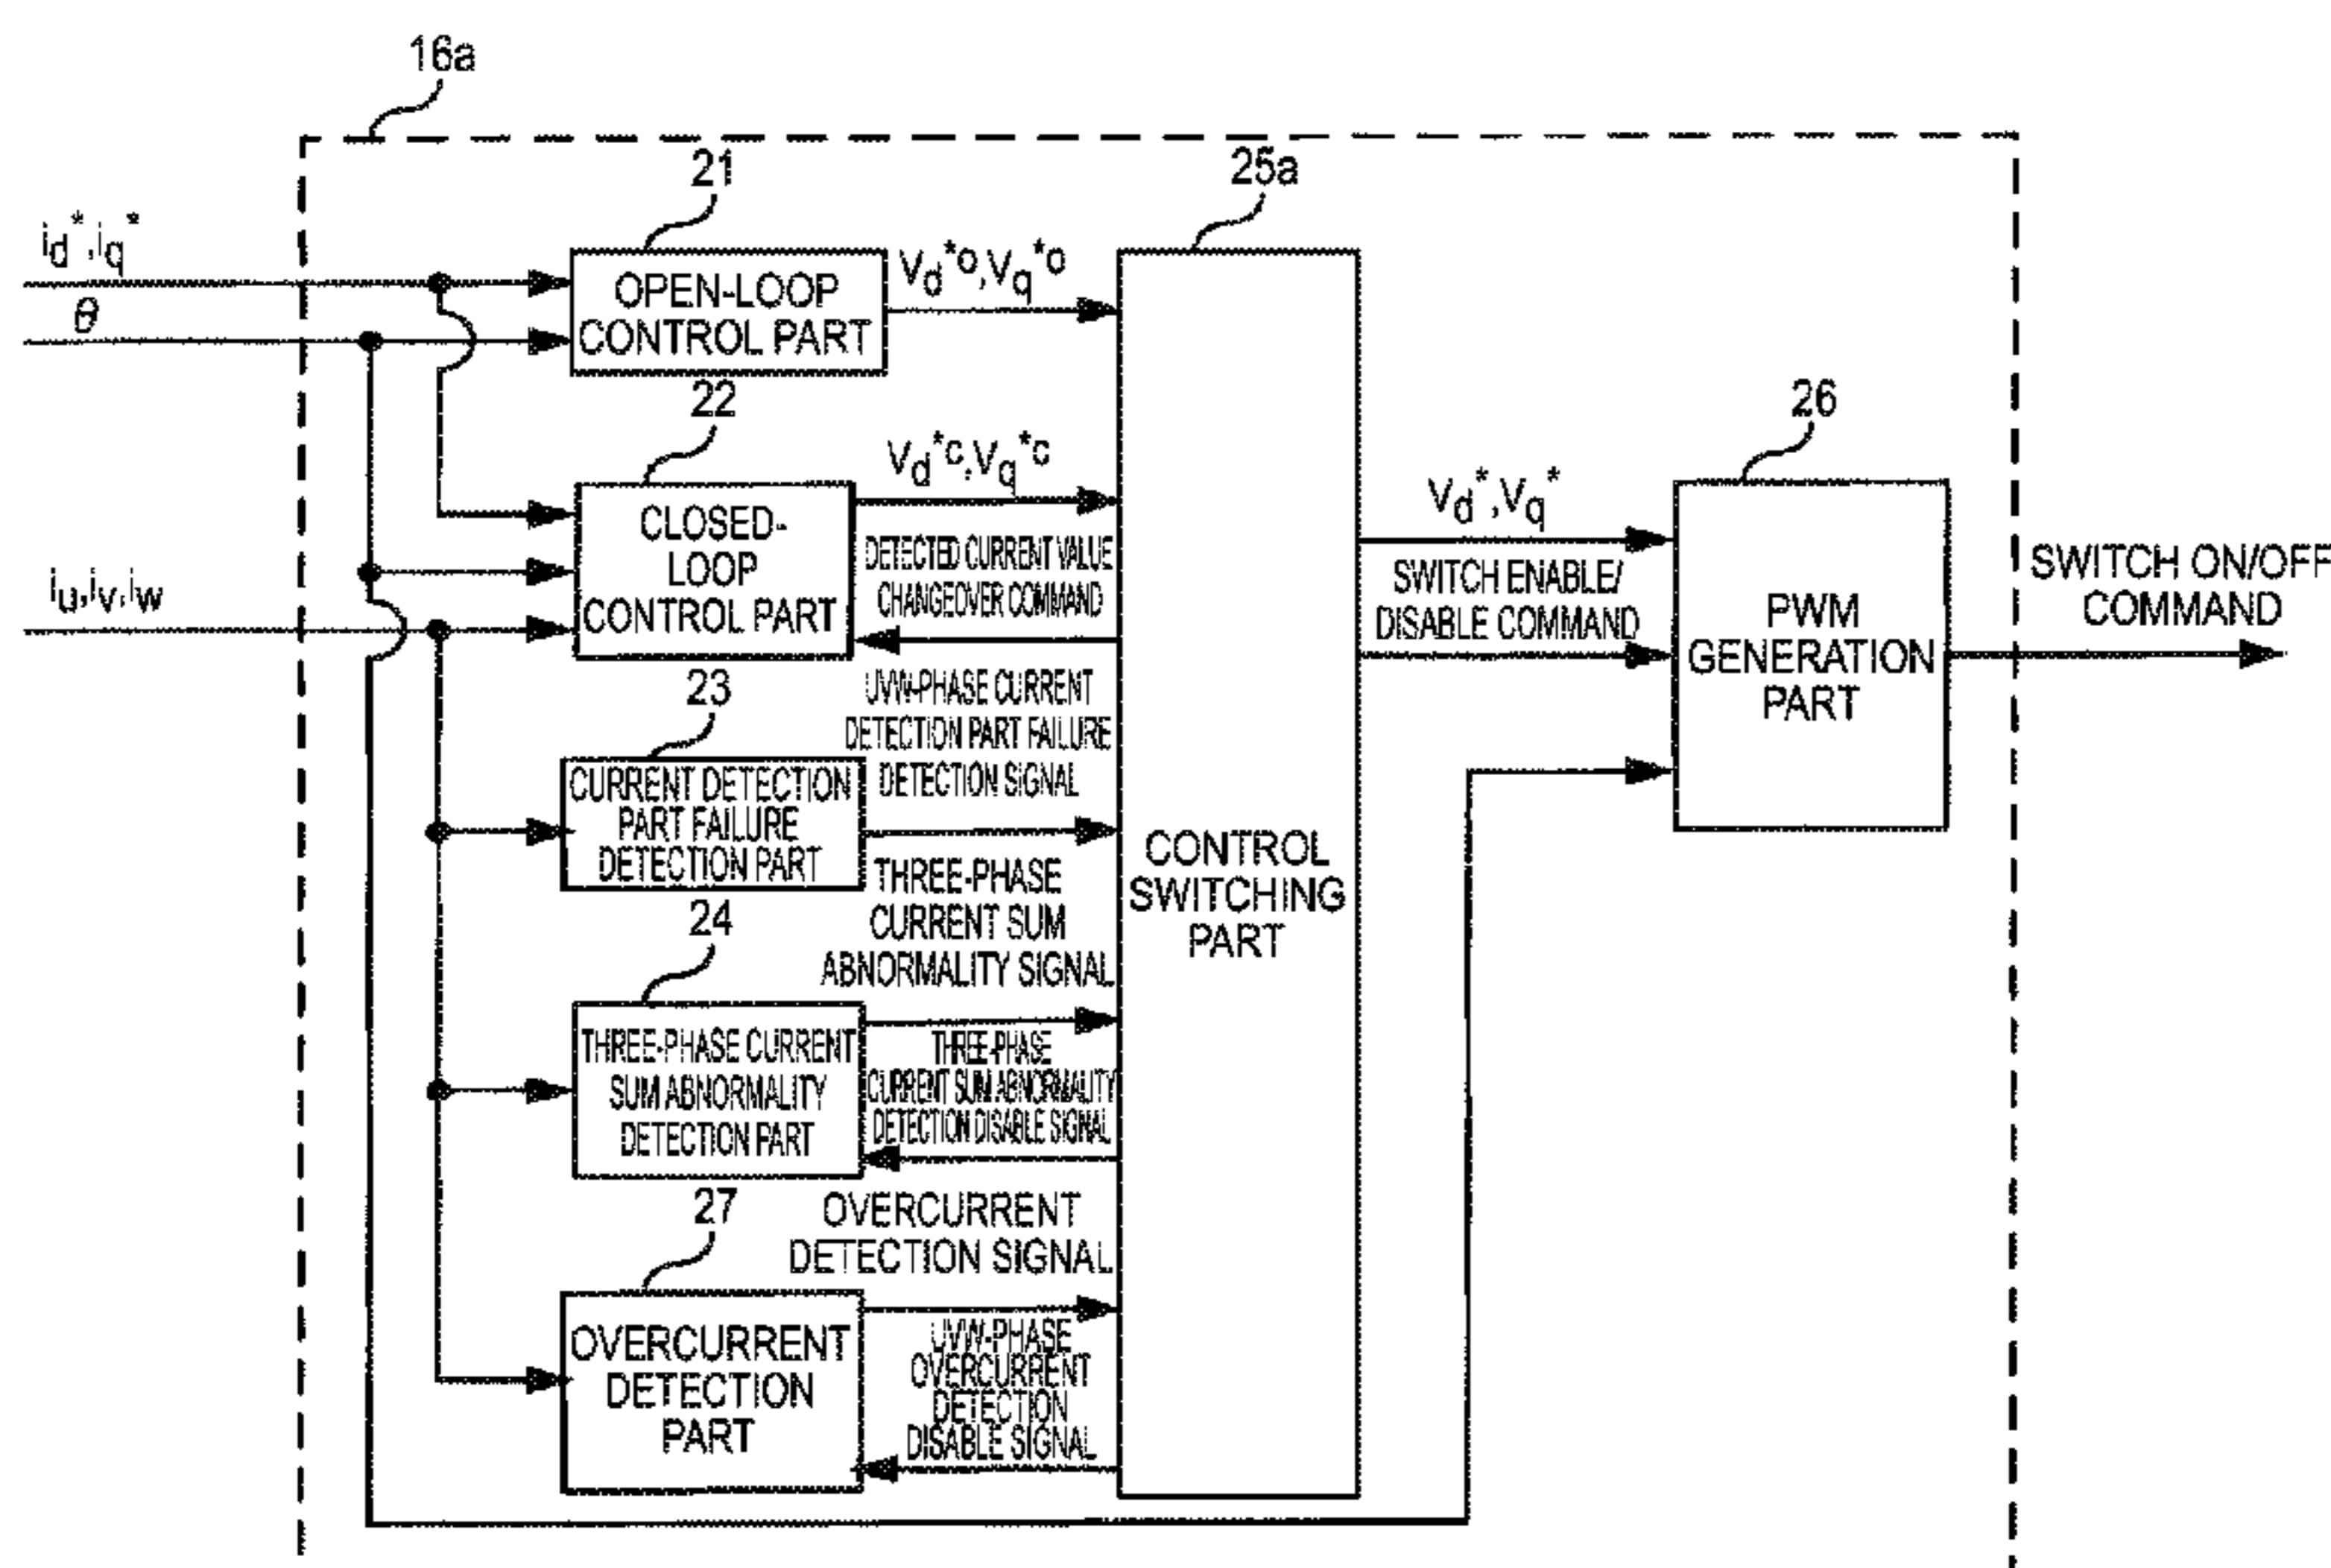 16a
21
25a
id*,iq*
θ
OPEN-LOOP
CONTROL PART
Vd*o,Vq*o
22
26
CLOSED-
LOOP
CONTROL PART
Vd*c,Vq*c
DETECTED CURRENT VALUE
CHANGEOVER COMMAND
iu,iv,iw
Vd*,Vq*
SWITCH ENABLE/
DISABLE COMMAND
PWM
GENERATION
PART
SWITCH ON/OFF
COMMAND
23
UVW-PHASE CURRENT
DETECTION PART FAILURE
DETECTION SIGNAL
CURRENT DETECTION
PART FAILURE
DETECTION PART
CONTROL
SWITCHING
PART
24
THREE-PHASE
CURRENT SUM
ABNORMALITY SIGNAL
THREE-PHASE CURRENT
SUM ABNORMALITY
DETECTION PART
THREE-PHASE
CURRENT SUM ABNORMALITY
DETECTION DISABLE SIGNAL
27
OVERCURRENT
DETECTION SIGNAL
OVERCURRENT
DETECTION
PART
UVW-PHASE
OVERCURRENT
DETECTION
DISABLE SIGNAL